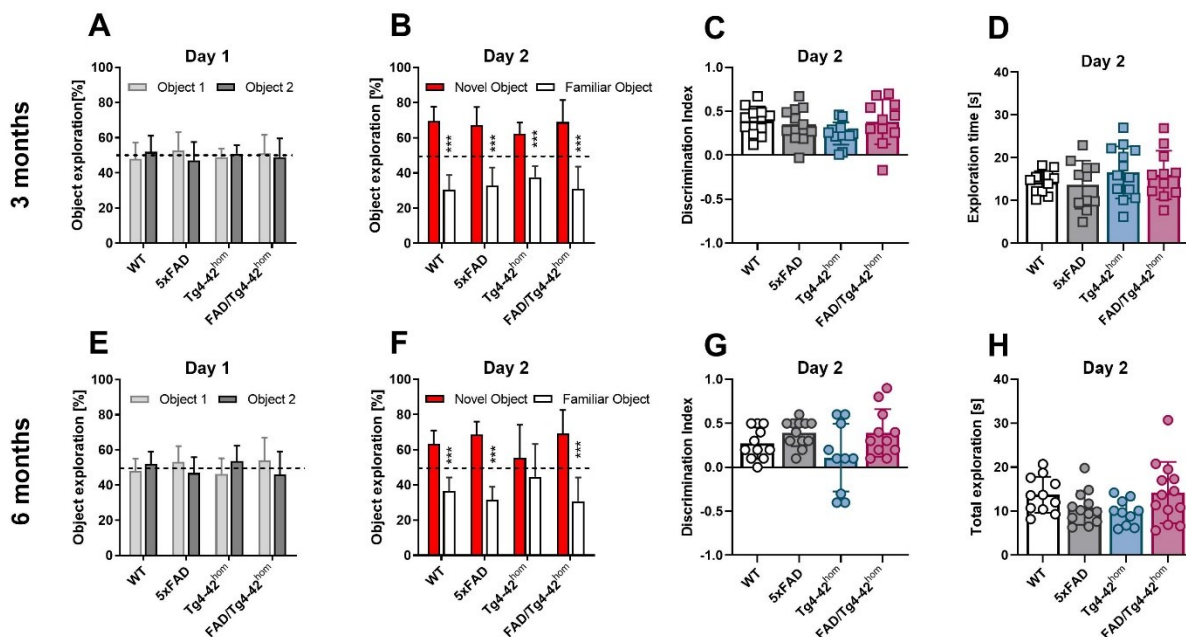 A
B
C
D
3 months
Day 1
Object exploration[%]
100
80
60
40
20
0
Object 1
Object 2
WT
5xFAD
Tg4-42hom
FAD/Tg4-42hom
Day 2
Object exploration [%]
100
80
60
40
20
0
Novel Object
Familiar Object
***
***
***
***
WT
5xFAD
Tg4-42hom
FAD/Tg4-42hom
Day 2
Discrimination Index
1.0
0.5
0.0
-1.0
WT
5xFAD
Tg4-42hom
FAD/Tg4-42hom
Day 2
Exploration time [s]
40
30
20
10
0
WT
5xFAD
Tg4-42hom
FAD/Tg4-42hom
E
F
G
H
6 months
Day 1
Object exploration [%]
100
80
60
40
20
0
Object 1
Object 2
WT
5xFAD
Tg4-42hom
FAD/Tg4-42hom
Day 2
Object exploration [%]
100
80
60
40
20
0
Novel Object
Familiar Object
***
***
***
WT
5xFAD
Tg4-42hom
FAD/Tg4-42hom
Day 2
Discrimination Index
1.0
0.5
0.0
-1.0
WT
5xFAD
Tg4-42hom
FAD/Tg4-42hom
Day 2
Total exploration [s]
40
30
20
10
0
WT
5xFAD
Tg4-42hom
FAD/Tg4-42hom